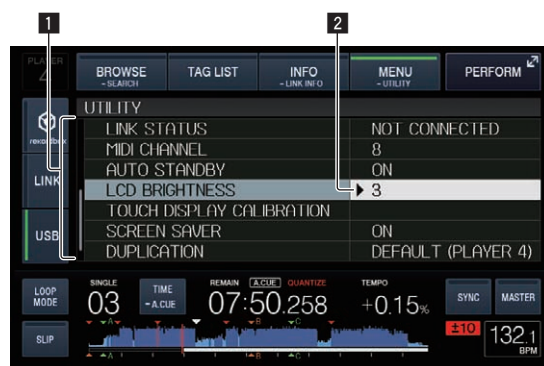 1
2
PLAYER
4
BROWSE
- SEARCH
TAG LIST
INFO
- LINK INFO
MENU
- UTILITY
PERFORM
rekordbox
LINK
USB
UTILITY
LINK STATUS NOT CONNECTED
MIDI CHANNEL 8
AUTO STANDBY ON
LCD BRIGHTNESS 3
TOUCH DISPLAY CALIBRATION
SCREEN SAVER ON
DUPLICATION DEFAULT (PLAYER 4)
LOOP
MODE
SLIP
SINGLE
03
TIME
- A.CUE
REMAIN A.CUE QUANTIZE
07:50.258
TEMPO
+0.15%
SYNC
MASTER
±10
132.1
BPM
A B C
A B C